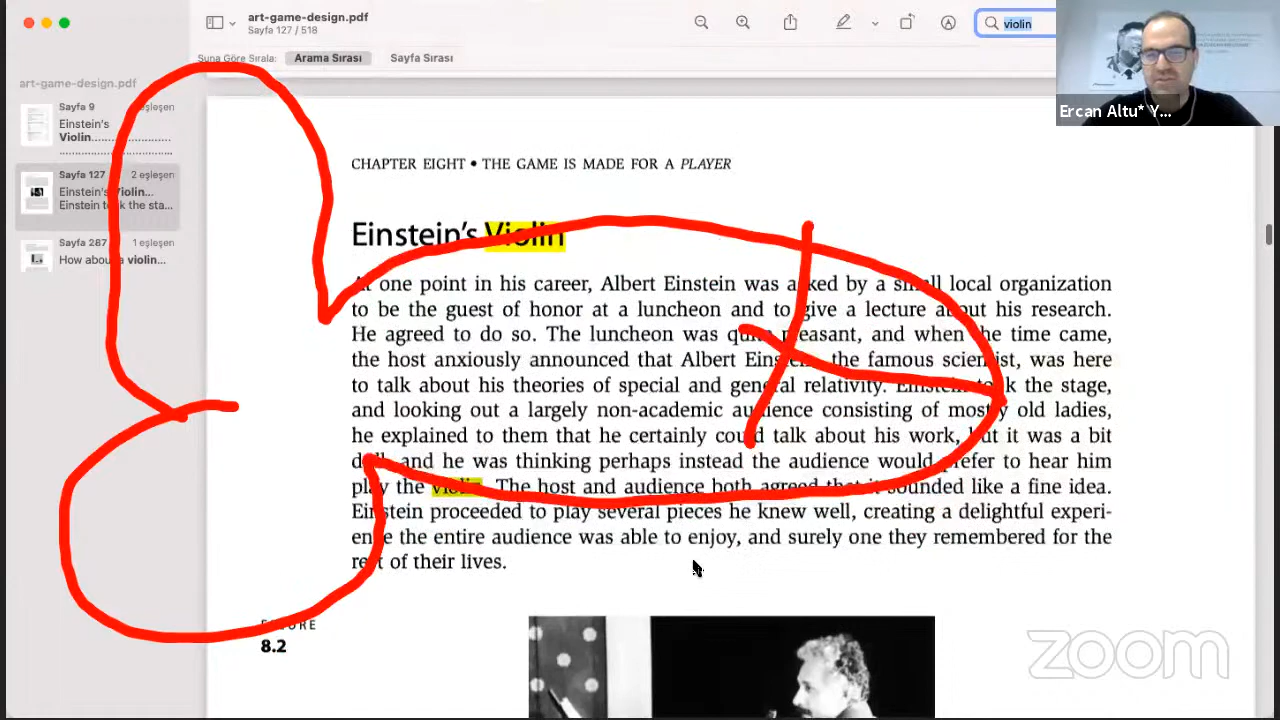 art-game-design.pdf
Sayfa 127 / 518
violin
Şuna Göre Sırala:
Arama Sırası
Sayfa Sırası
Ercan Altu* Y...
art-game-design.pdf
Sayfa 9
eşleşen
Einstein's
Violin
Sayfa 127
2 eşleşen
Einstein's Violin...
Einstein took the sta...
Sayfa 287
1 eşleşen
How about a violin...
CHAPTER EIGHT • THE GAME IS MADE FOR A PLAYER
Einstein's Violin
At one point in his career, Albert Einstein was asked by a small local organization
to be the guest of honor at a luncheon and to give a lecture about his research.
He agreed to do so. The luncheon was quite pleasant, and when the time came,
the host anxiously announced that Albert Einstein, the famous scientist, was here
to talk about his theories of special and general relativity. Einstein took the stage,
and looking out a largely non-academic audience consisting of mostly old ladies,
he explained to them that he certainly could talk about his work, but it was a bit
dull, and he was thinking perhaps instead the audience would prefer to hear him
play the violin. The host and audience both agreed that it sounded like a fine idea.
Einstein proceeded to play several pieces he knew well, creating a delightful experi-
ence the entire audience was able to enjoy, and surely one they remembered for the
rest of their lives.
FIGURE
8.2
zoom